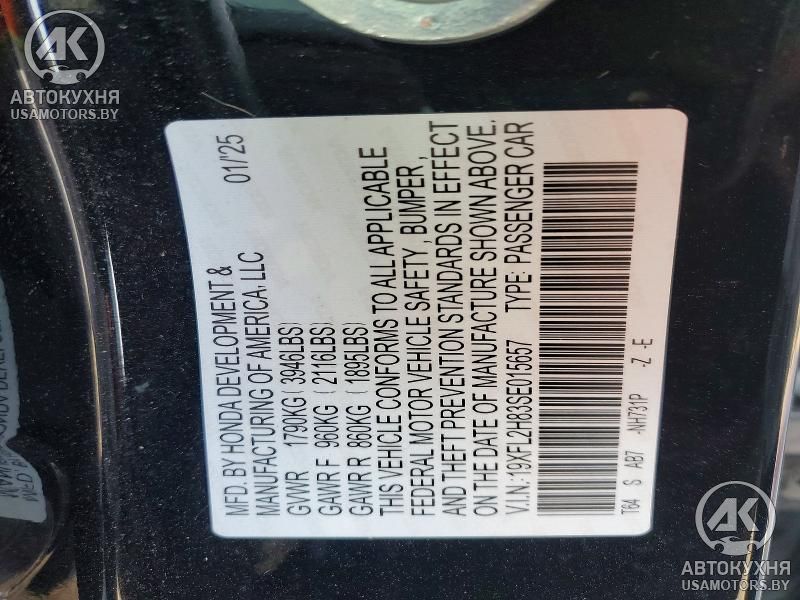 AK
АВТОКУХНЯ
USAMOTORS.BY
MFD. BY HONDA DEVELOPMENT & 01/'25
MANUFACTURING OF AMERICA, LLC
GVWR 1790KG (3946LBS)
GAWR F 960KG (2116LBS)
GAWR R 860KG (1895LBS)
THIS VEHICLE CONFORMS TO ALL APPLICABLE
FEDERAL MOTOR VEHICLE SAFETY, BUMPER,
AND THEFT PREVENTION STANDARDS IN EFFECT
ON THE DATE OF MANUFACTURE SHOWN ABOVE.
V.I.N:19XFL2H83SE015657 TYPE: PASSENGER CAR
T64 S AB7 -NH731P -Z -E
AK
АВТОКУХНЯ
USAMOTORS.BY